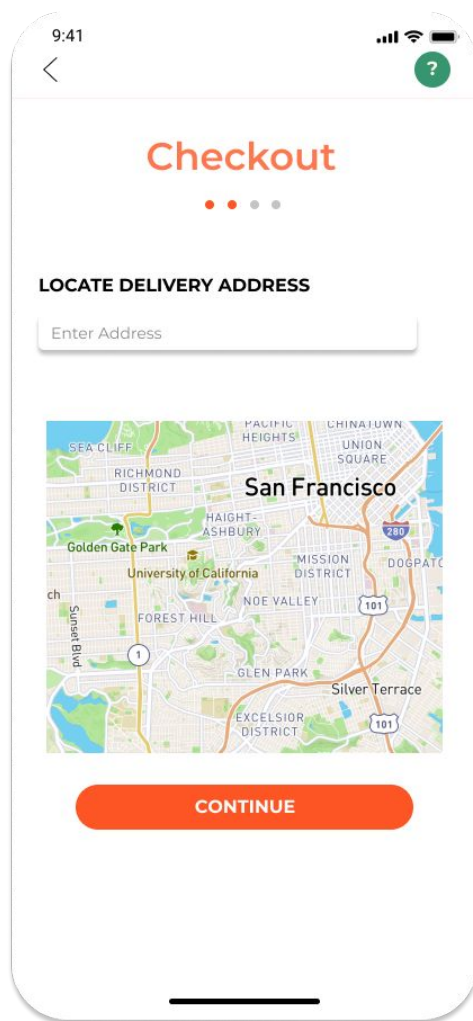 9:41
?
Checkout
LOCATE DELIVERY ADDRESS
Enter Address
PACIFIC
HEIGHTS
CHINATOWN
SEA CLIFF
UNION
SQUARE
RICHMOND
DISTRICT
San Francisco
HAIGHT-
ASHBURY
280
Golden Gate Park
University of California
MISSION
DISTRICT
DOGPATC
ch
NOE VALLEY
101
Sunset Blvd
FOREST HILL
1
GLEN PARK
Silver Terrace
EXCELSIOR
DISTRICT
101
CONTINUE